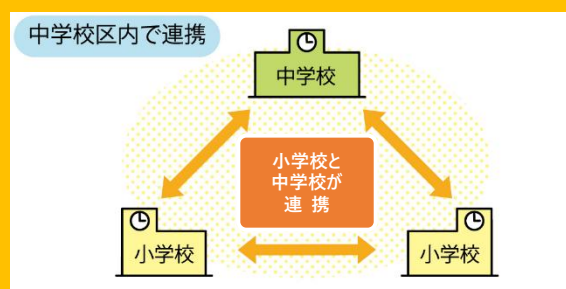 中学校区内で連携
中学校
小学校と
中学校が
連 携
小学校
小学校